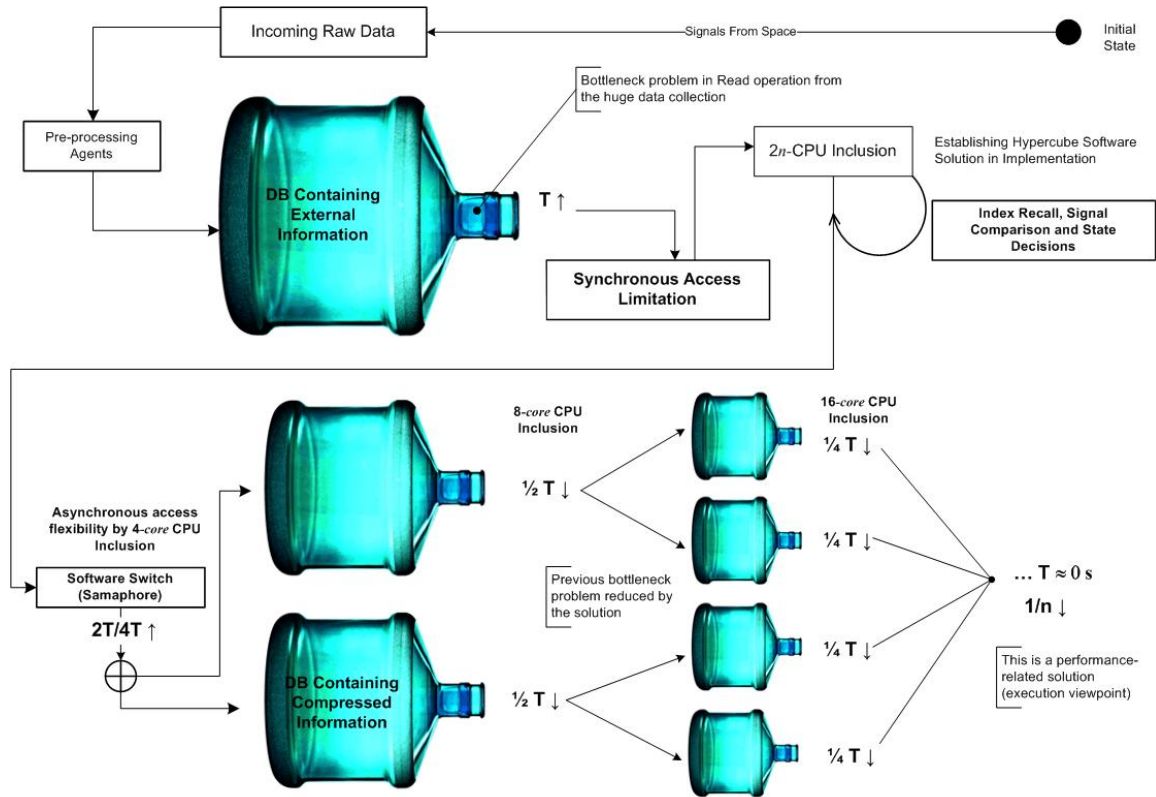 Incoming Raw Data
Signals From Space
Initial
State
Pre-processing
Agents
Bottleneck problem in Read operation from
the huge data collection
DB Containing
External
Information
T ↑
Synchronous Access
Limitation
2n-CPU Inclusion
Establishing Hypercube Software
Solution in Implementation
Index Recall, Signal
Comparison and State
Decisions
Asynchronous access
flexibility by 4-core CPU
Inclusion
Software Switch
(Samaphore)
2T/4T ↑
8-core CPU
Inclusion
½ T ↓
Previous bottleneck
problem reduced by
the solution
DB Containing
Compressed
Information
½ T ↓
16-core CPU
Inclusion
¼ T ↓
¼ T ↓
¼ T ↓
¼ T ↓
... T ≈ 0 s
1/n ↓
This is a performance-
related solution
(execution viewpoint)